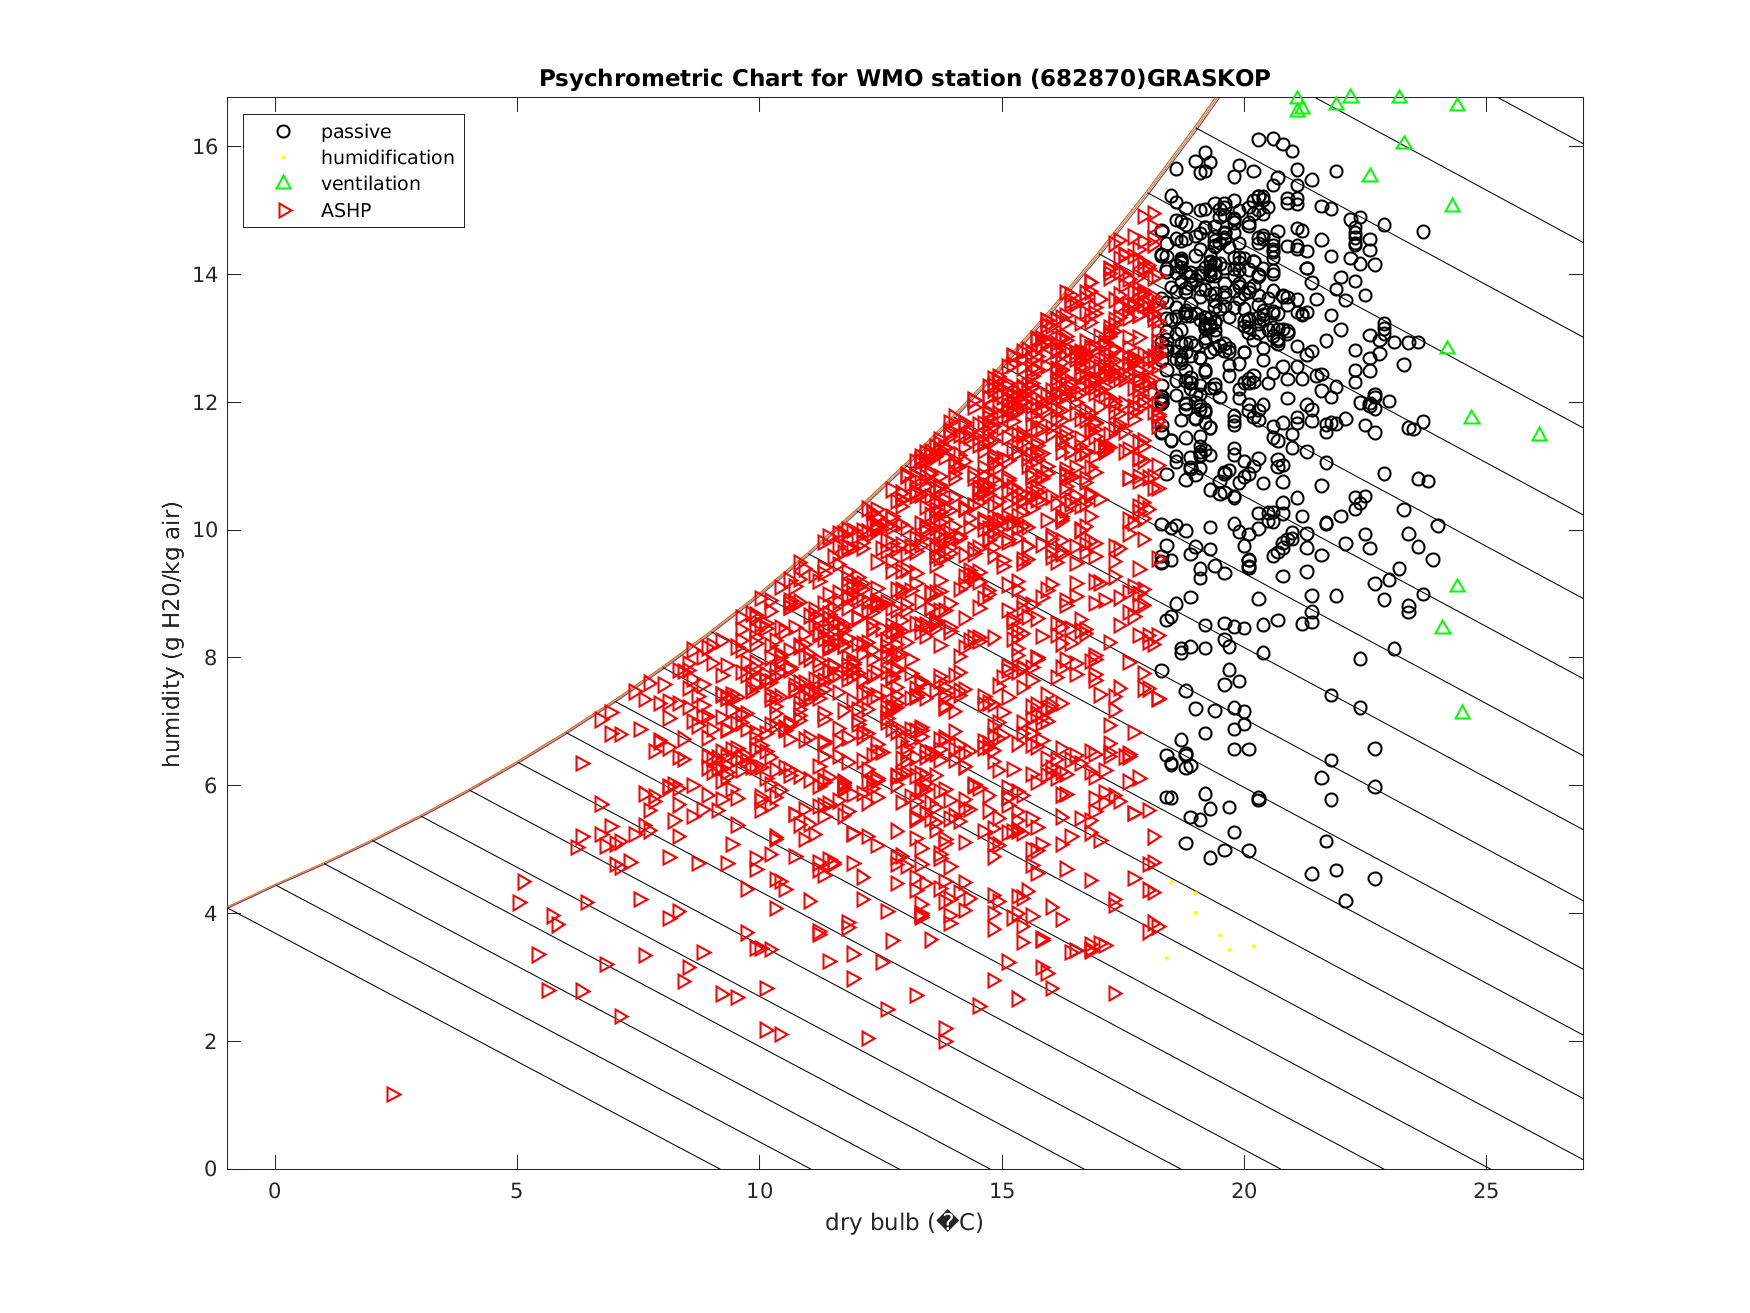 Psychrometric Chart for WMO station (682870)GRASKOP
passive
humidification
ventilation
ASHP
humidity (g H20/kg air)
16
14
12
10
8
6
4
2
0
0 5 10 15 20 25
dry bulb (�C)